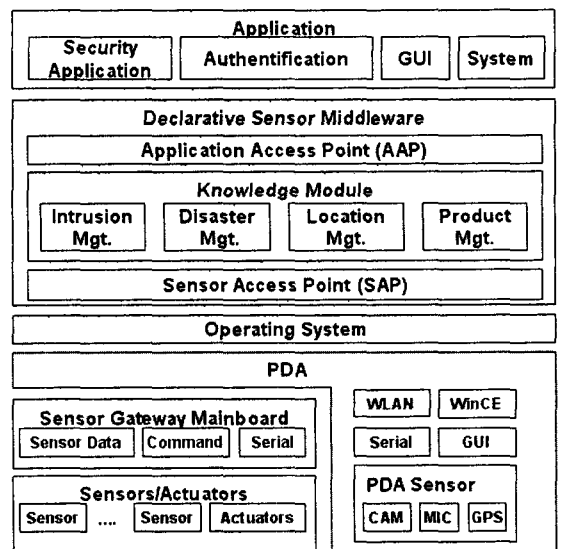 Application
Security Application
Authentification
GUI
System
Declarative Sensor Middleware
Application Access Point (AAP)
Knowledge Module
Intrusion Mgt.
Disaster Mgt.
Location Mgt.
Product Mgt.
Sensor Access Point (SAP)
Operating System
PDA
Sensor Gateway Mainboard
Sensor Data
Command
Serial
Sensors/Actuators
Sensor
....
Sensor
Actuators
WLAN
WinCE
Serial
GUI
PDA Sensor
CAM
MIC
GPS